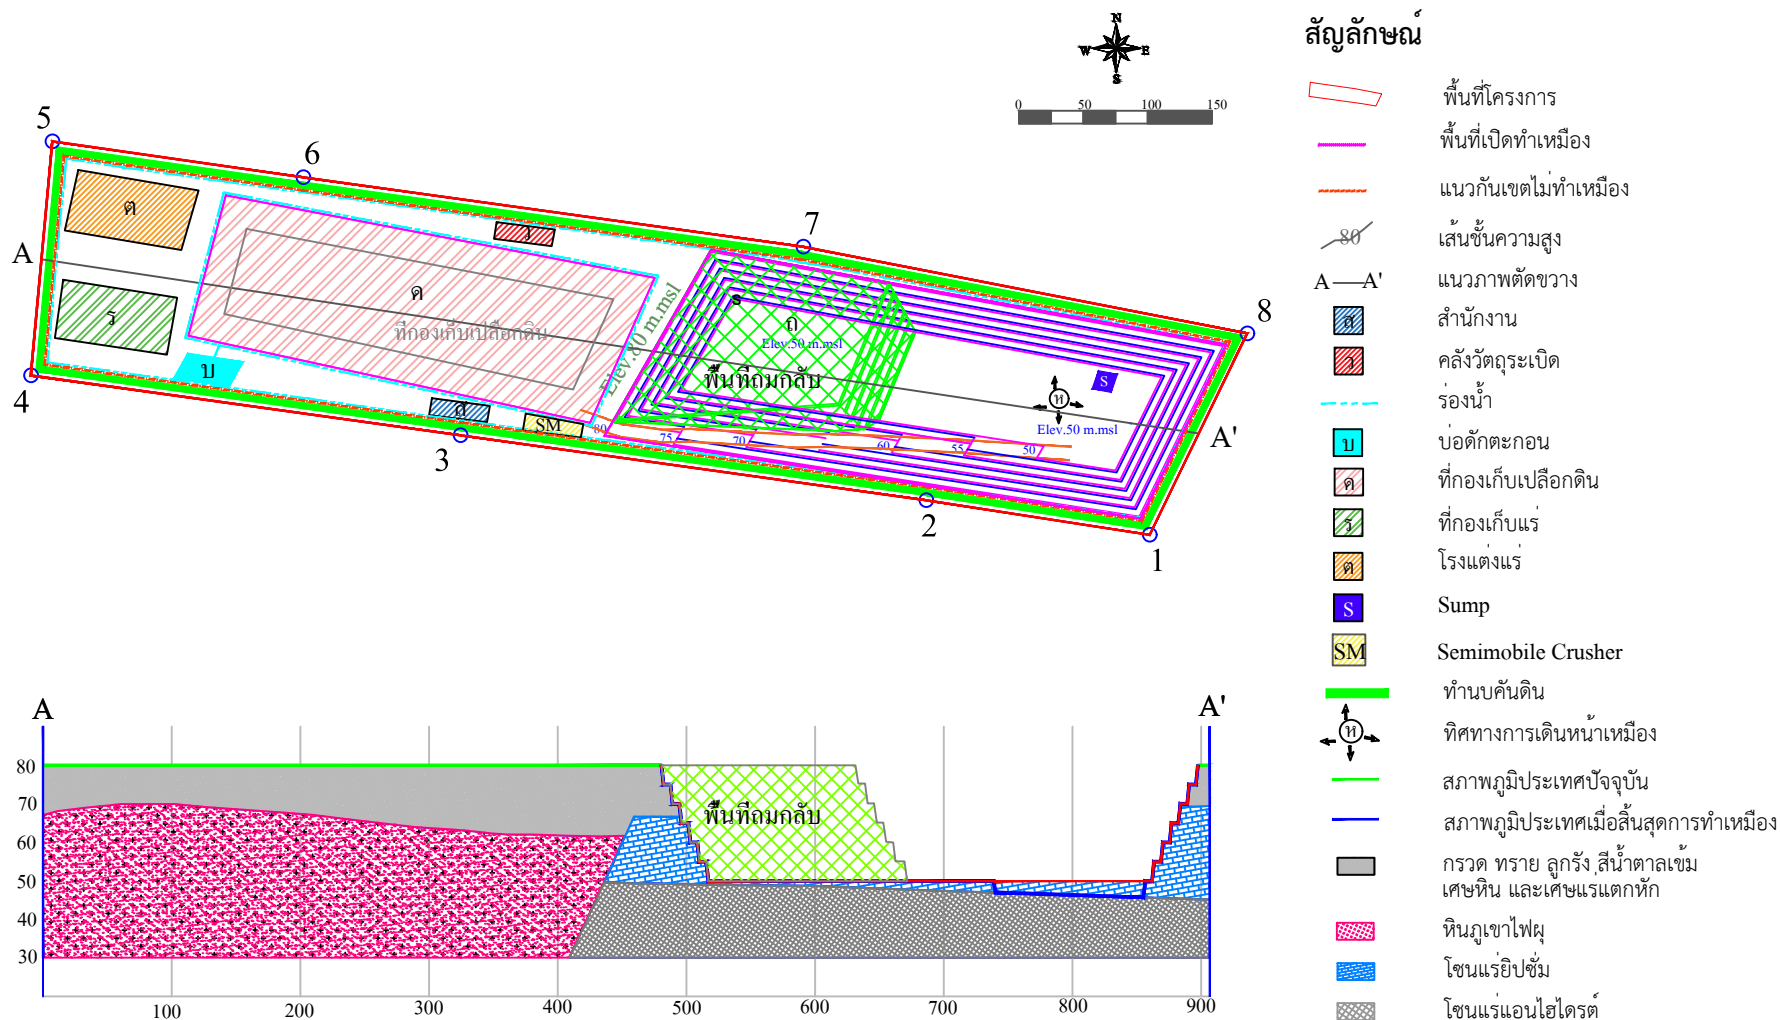 N
W E
S
0 50 100 150
5
6
7
8
4
3
2
1
A
A'
ต
ร
บ
ค
ที่กองเก็บเปลือกดิน
ว
ส
SM
Elev.80 m.msl
s
ถ
Elev.50 m.msl
พื้นที่ถมกลับ
S
ห
Elev.50 m.msl
80
75
70
60
55
50
สัญลักษณ์
พื้นที่โครงการ
พื้นที่เปิดทำเหมือง
แนวกันเขตไม่ทำเหมือง
80 เส้นชั้นความสูง
A — A' แนวภาพตัดขวาง
ส สำนักงาน
ว คลังวัตถุระเบิด
ร่องน้ำ
บ บ่อดักตะกอน
ค ที่กองเก็บเปลือกดิน
ร ที่กองเก็บแร่
ต โรงแต่งแร่
S Sump
SM Semimobile Crusher
ทำนบคันดิน
ห ทิศทางการเดินหน้าเหมือง
สภาพภูมิประเทศปัจจุบัน
สภาพภูมิประเทศเมื่อสิ้นสุดการทำเหมือง
กรวด ทราย ลูกรัง สีน้ำตาลเข้ม
เศษหิน และเศษแร่แตกหัก
หินภูเขาไฟผุ
โซนแร่ยิปซั่ม
โซนแร่แอนไฮไดรต์
A
A'
80
70
60
50
40
30
พื้นที่ถมกลับ
100 200 300 400 500 600 700 800 900